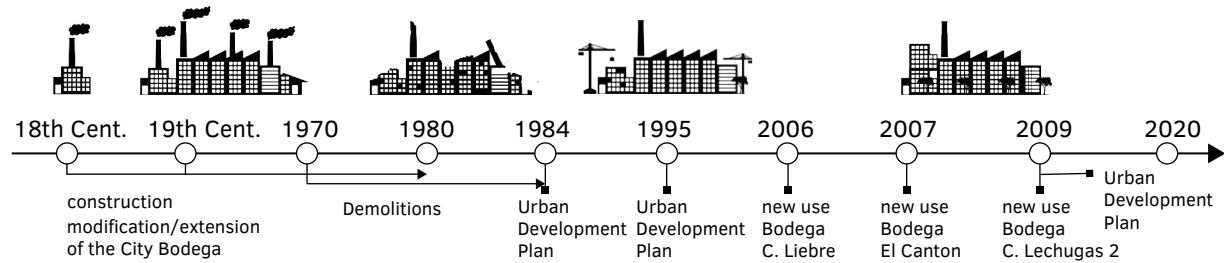 18th Cent. 19th Cent. 1970 1980 1984 1995 2006 2007 2009 2020
construction
modification/extension
of the City Bodega
Demolitions
Urban
Development
Plan
Urban
Development
Plan
new use
Bodega
C. Liebre
new use
Bodega
El Canton
new use
Bodega
C. Lechugas 2
Urban
Development
Plan